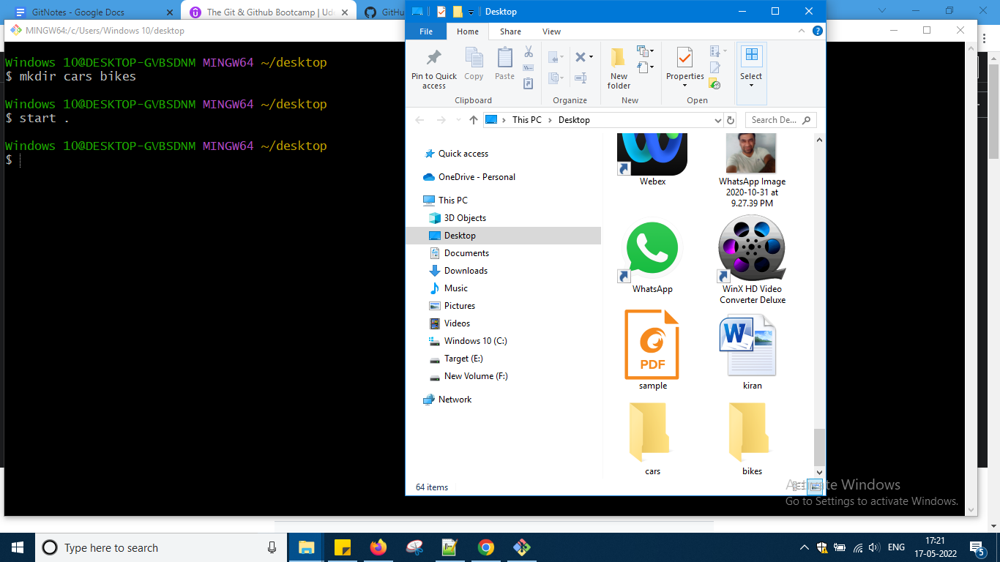 GitNotes - Google Docs
The Git & Github Bootcamp | Ud
GitHu
MINGW64:/c/Users/Windows 10/desktop
Windows 10@DESKTOP-GVBSDNM MINGW64 ~/desktop
$ mkdir cars bikes
Windows 10@DESKTOP-GVBSDNM MINGW64 ~/desktop
$ start .
Windows 10@DESKTOP-GVBSDNM MINGW64 ~/desktop
$
Desktop
File
Home
Share
View
Pin to Quick
access
Copy
Paste
New
folder
Properties
Select
Clipboard
Organize
New
Open
This PC
Desktop
Search De...
Quick access
OneDrive - Personal
This PC
3D Objects
Desktop
Documents
Downloads
Music
Pictures
Videos
Windows 10 (C:)
Target (E:)
New Volume (F:)
Network
Webex
WhatsApp Image
2020-10-31 at
9.27.39 PM
WhatsApp
WinX HD Video
Converter Deluxe
PDF
W
sample
kiran
cars
bikes
64 items
Activate Windows
Go to Settings to activate Windows.
Type here to search
ENG
17:21
17-05-2022
5